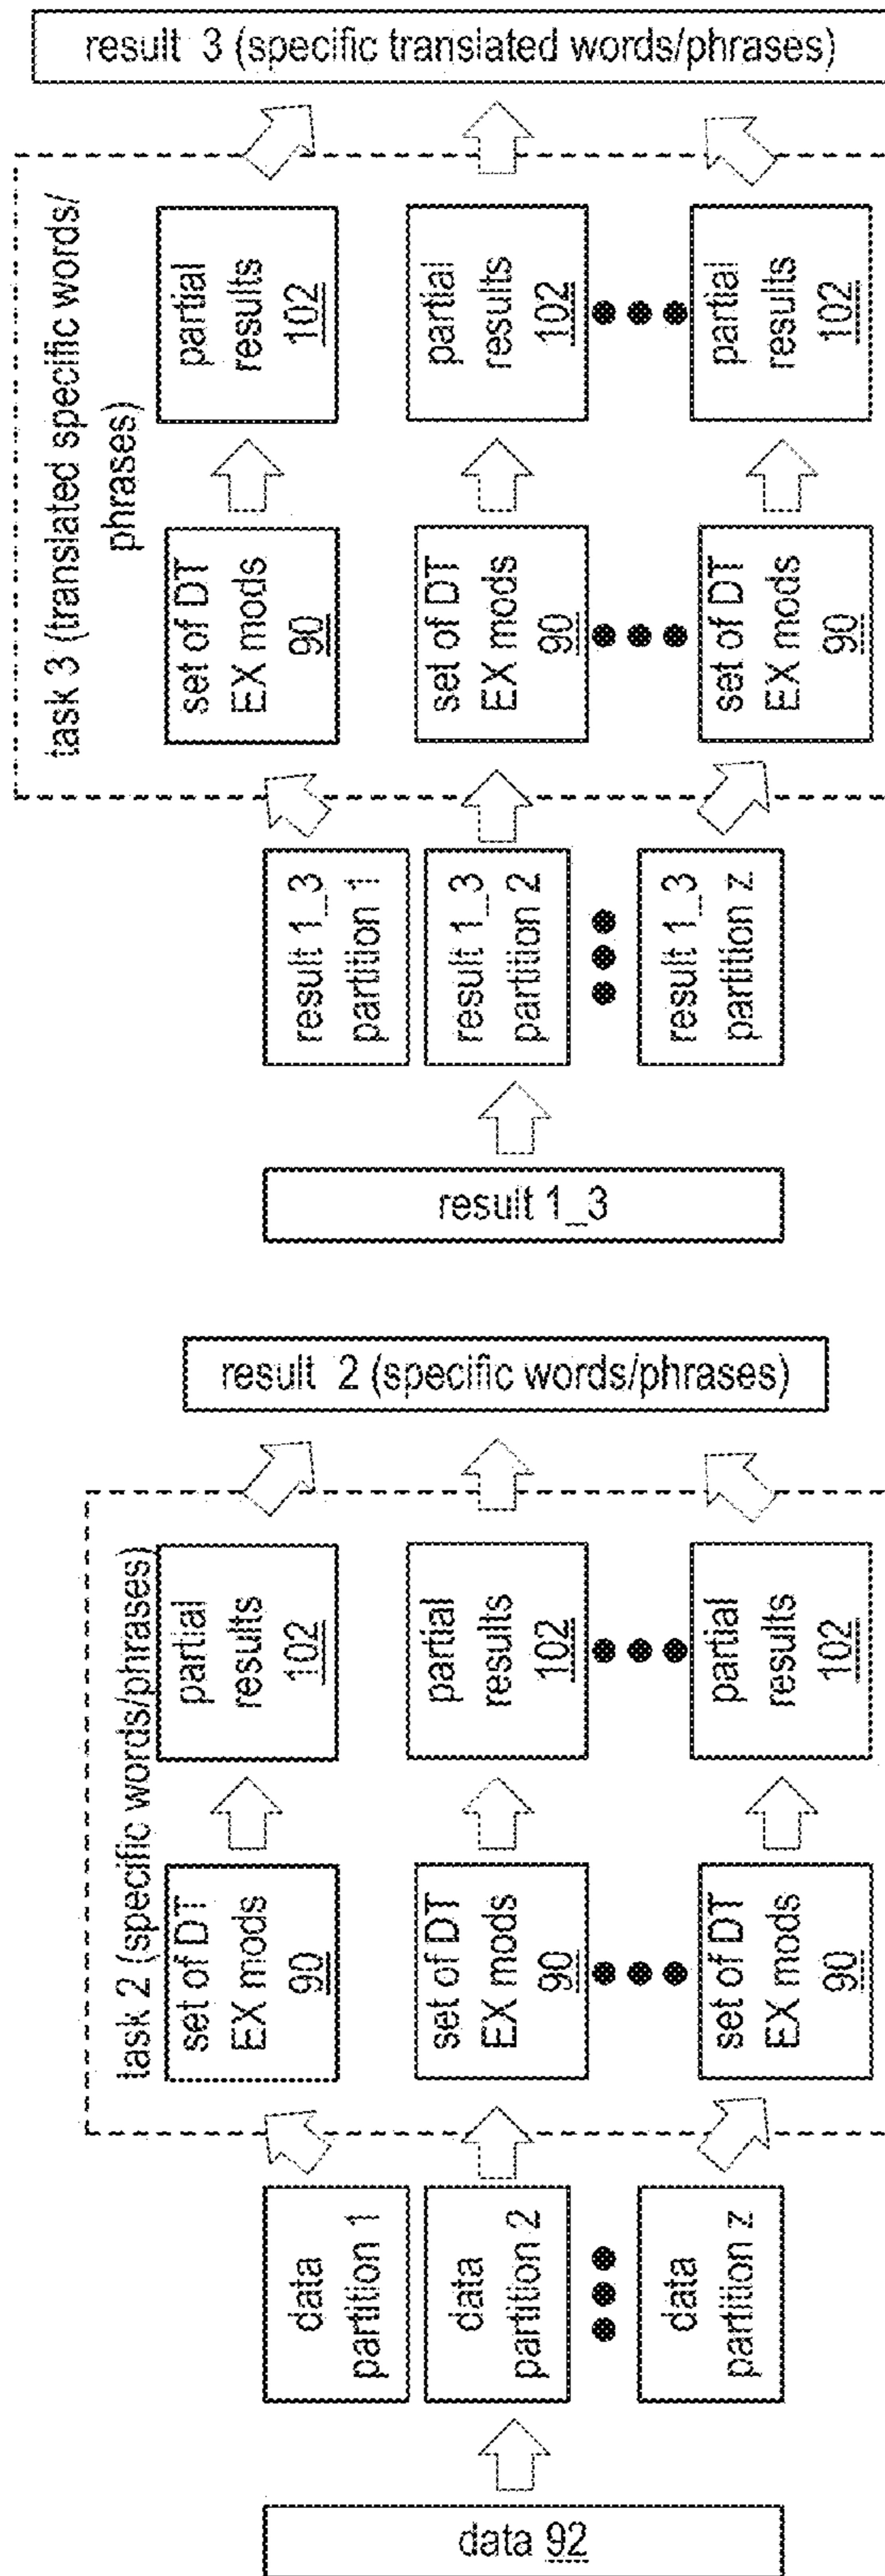 data 92
data
partition 1
data
partition 2
data
partition z
task 2 (specific words/phrases)
set of DT
EX mods
90
partial
results
102
set of DT
EX mods
90
partial
results
102
set of DT
EX mods
90
partial
results
102
result 2 (specific words/phrases)
result 1_3
result 1_3
partition 1
result 1_3
partition 2
result 1_3
partition z
task 3 (translated specific words/
phrases)
set of DT
EX mods
90
partial
results
102
set of DT
EX mods
90
partial
results
102
set of DT
EX mods
90
partial
results
102
result 3 (specific translated words/phrases)